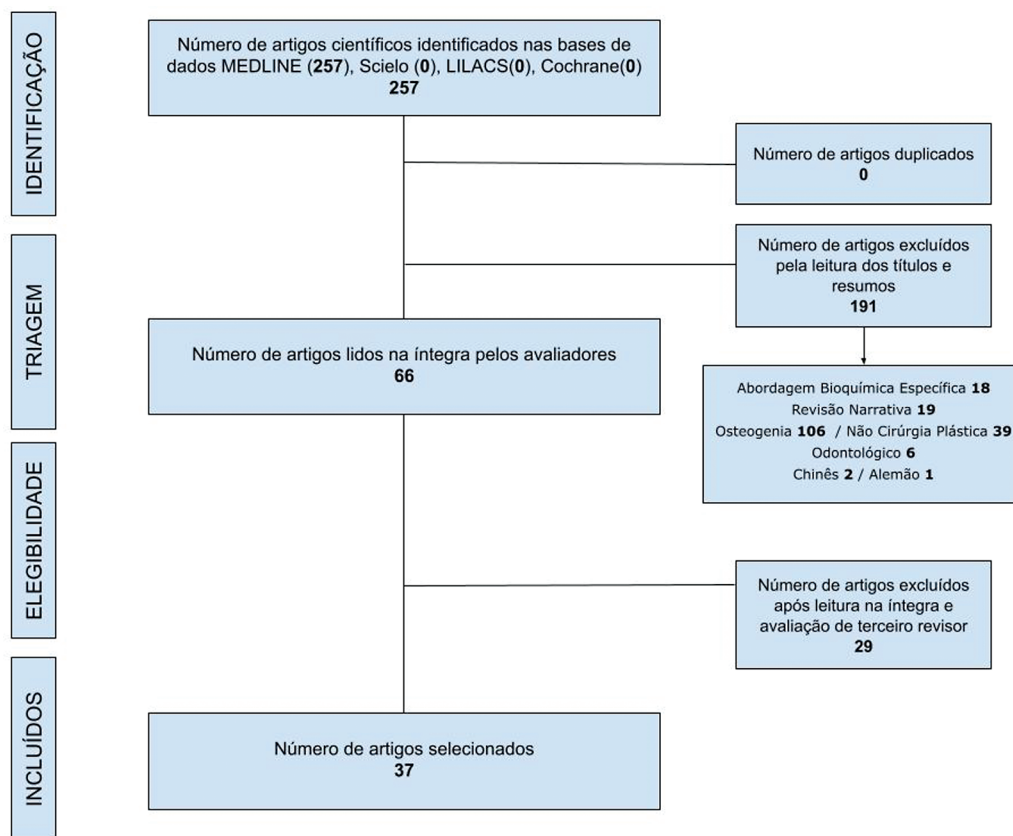 IDENTIFICAÇÃO
Número de artigos científicos identificados nas bases de
dados MEDLINE (257), Scielo (0), LILACS(0), Cochrane(0)
257
Número de artigos duplicados
0
TRIAGEM
Número de artigos excluídos
pela leitura dos títulos e
resumos
191
Número de artigos lidos na íntegra pelos avaliadores
66
Abordagem Bioquímica Específica 18
Revisão Narrativa 19
Osteogenia 106 / Não Cirúrgia Plástica 39
Odontológico 6
Chinês 2 / Alemão 1
ELEGIBILIDADE
Número de artigos excluídos
após leitura na íntegra e
avaliação de terceiro revisor
29
INCLUÍDOS
Número de artigos selecionados
37